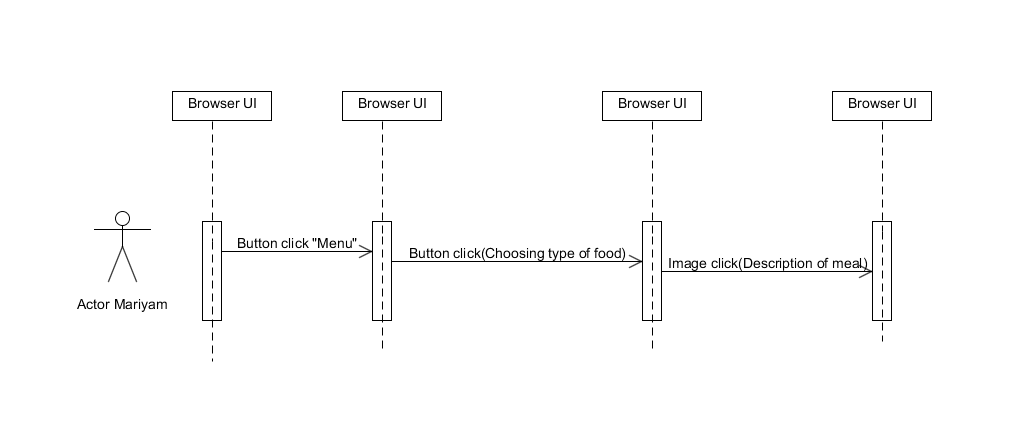 Browser UI
Browser UI
Browser UI
Browser UI
Button click "Menu"
Button click(Choosing type of food)
Image click(Description of meal)
Actor Mariyam